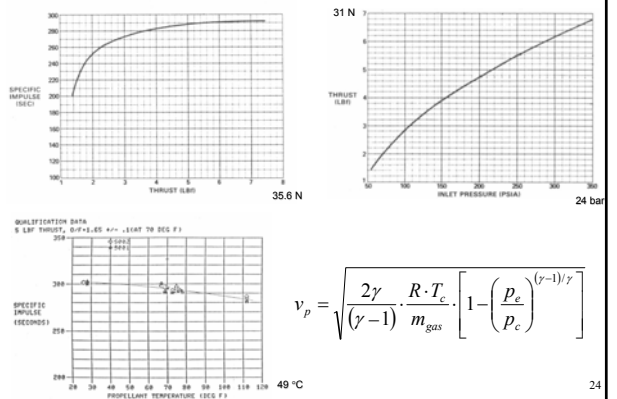 300
280
260
240
220
200
180
160
140
120
100
SPECIFIC
IMPULSE
(SEC)
1 2 3 4 5 6 7 8
THRUST (LBf)
35.6 N
31 N
7
6
5
4
3
2
1
THRUST
(LBf)
50 100 150 200 250 300 350
INLET PRESSURE (PSIA)
24 bar
QUALIFICATION DATA
5 LBF THRUST, O/F=1.65 +/- .1(AT 70 DEG F)
350
300
250
200
SPECIFIC
IMPULSE
(SECONDS)
20 30 40 50 60 70 80 90 100 110 120
PROPELLANT TEMPERATURE (DEG F)
49 °C
v_p = √( 2γ/(γ−1) · R·T_c/m_gas · [1−(p_e/p_c)^((γ−1)/γ)] )
24